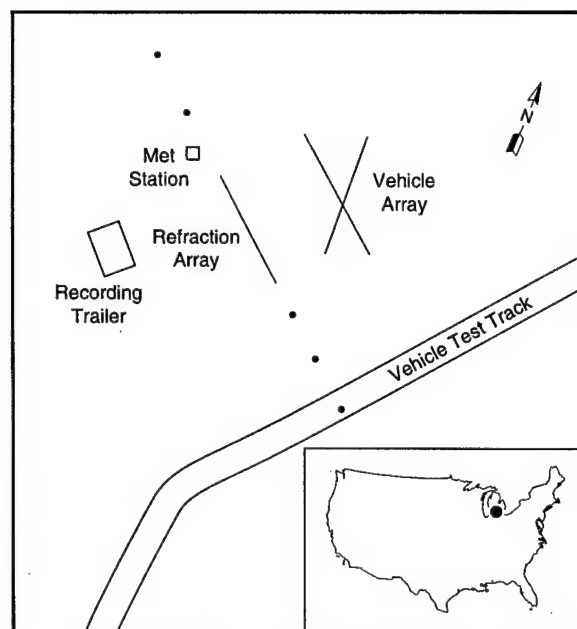 N
Met
Station
Vehicle
Array
Refraction
Array
Recording
Trailer
Vehicle Test Track